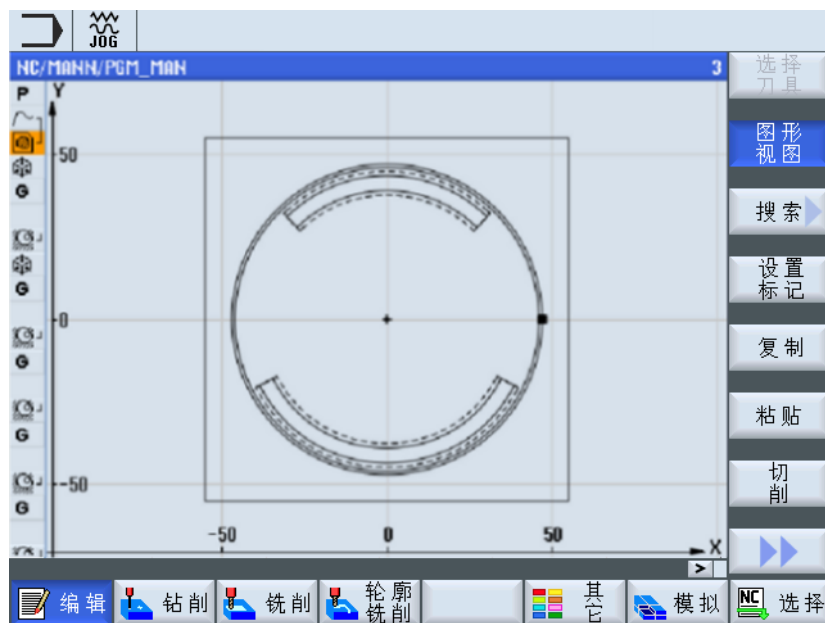 JOG
NC/MANN/PGM_MAN 3
选择
刀具
P
Y
图形
视图
50
G
搜索
设置
标记
G
0
复制
G
粘贴
G
切
削
-50
G
-50 0 50 X
>
编辑 钻削 铣削 轮廓
铣削 其
它 模拟 NC 选择